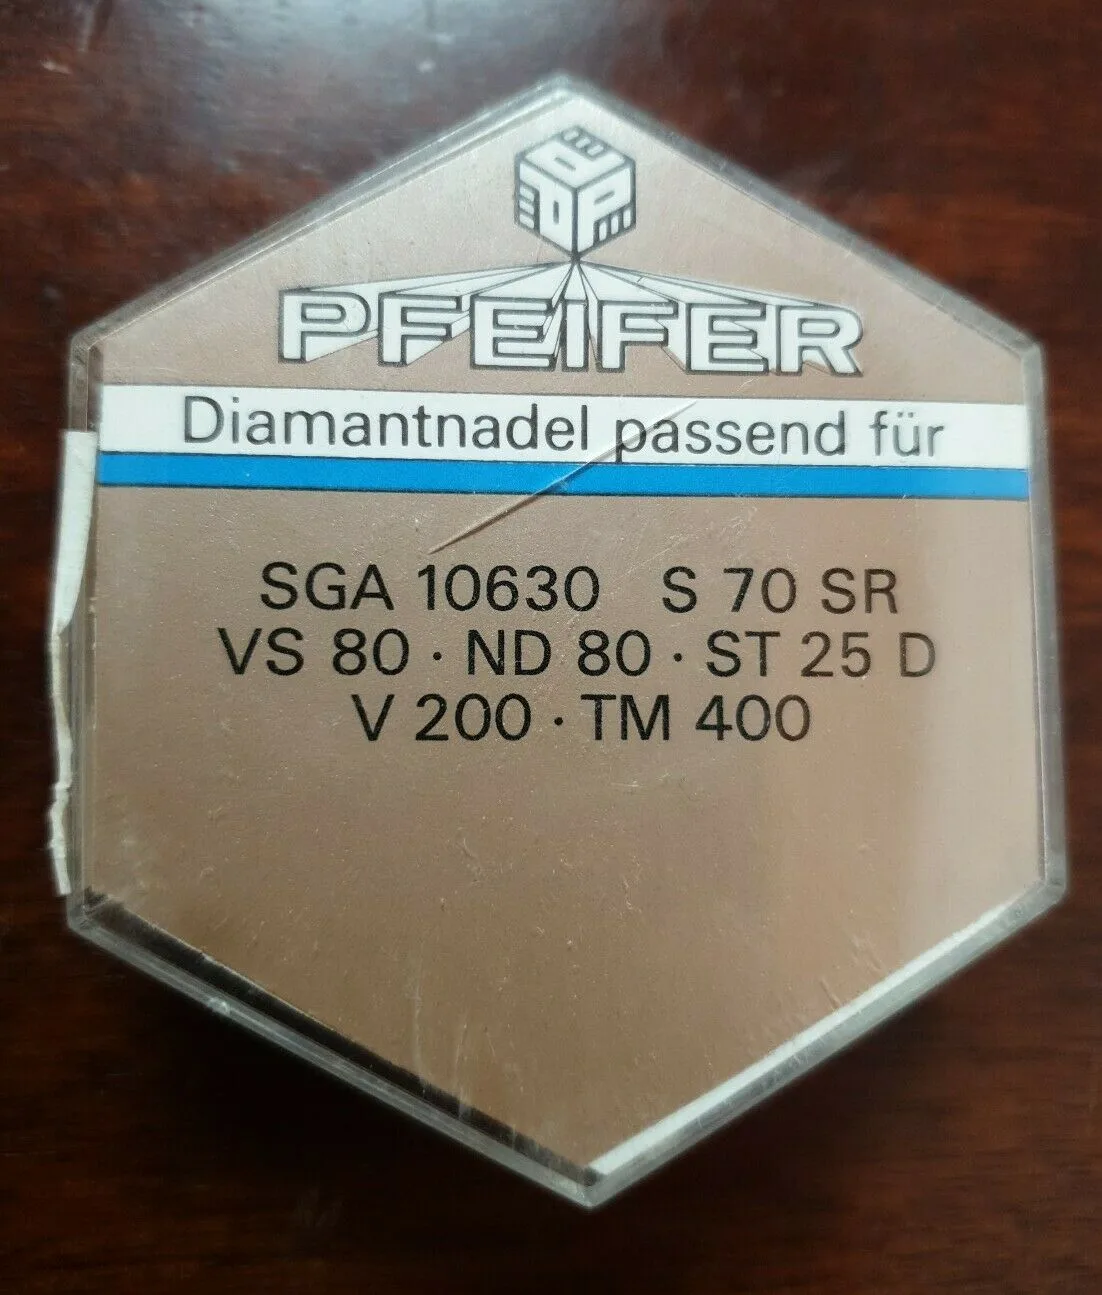 PFEIFER
Diamantnadel passend für
SGA 10630 S 70 SR
VS 80 · ND 80 · ST 25 D
V 200 · TM 400